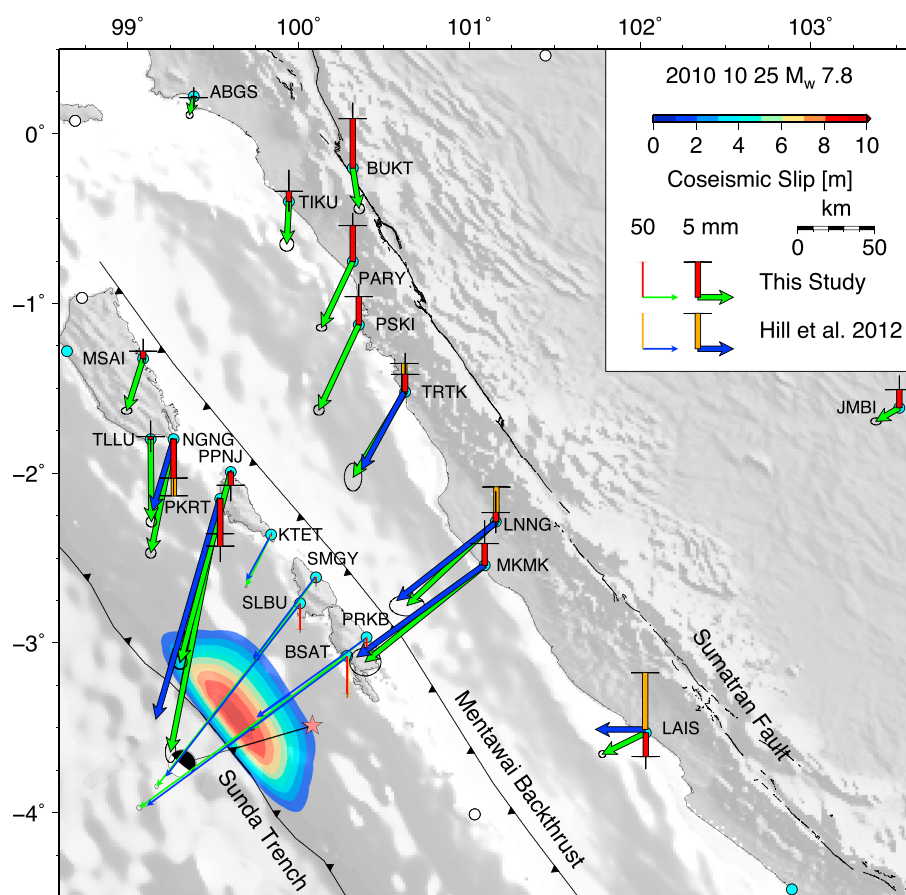 99° 100° 101° 102° 103°
0°
−1°
−2°
−3°
−4°
2010 10 25 Mw 7.8
0 2 4 6 8 10
Coseismic Slip [m]
km
50 5 mm
0 50
This Study
Hill et al. 2012
ABGS
BUKT
TIKU
PARY
PSKI
MSAI
TRTK
JMBI
TLLU
NGNG
PPNJ
PKRT
LNNG
KTET
SMGY
MKMK
SLBU
PRKB
BSAT
LAIS
Sumatran Fault
Mentawai Backthrust
Sunda Trench